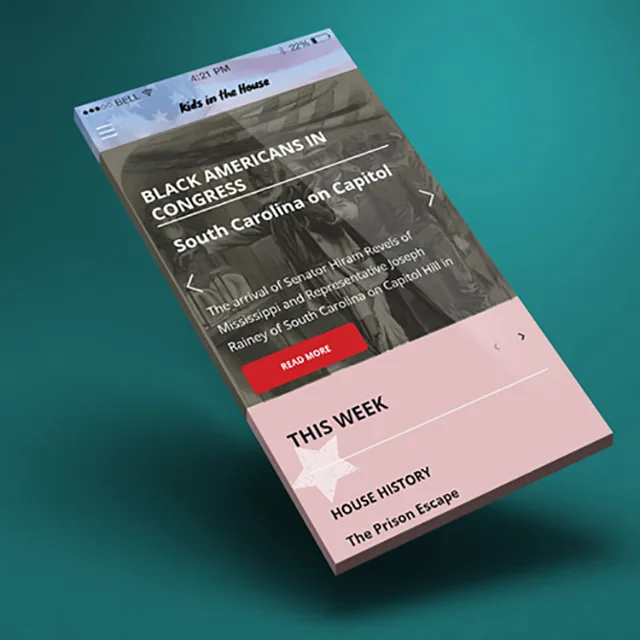 BELL
4:21 PM
22%
Kids in the House
BLACK AMERICANS IN
CONGRESS
South Carolina on Capitol
The arrival of Senator Hiram Revels of
Mississippi and Representative Joseph
Rainey of South Carolina on Capitol Hill in
READ MORE
THIS WEEK
HOUSE HISTORY
The Prison Escape